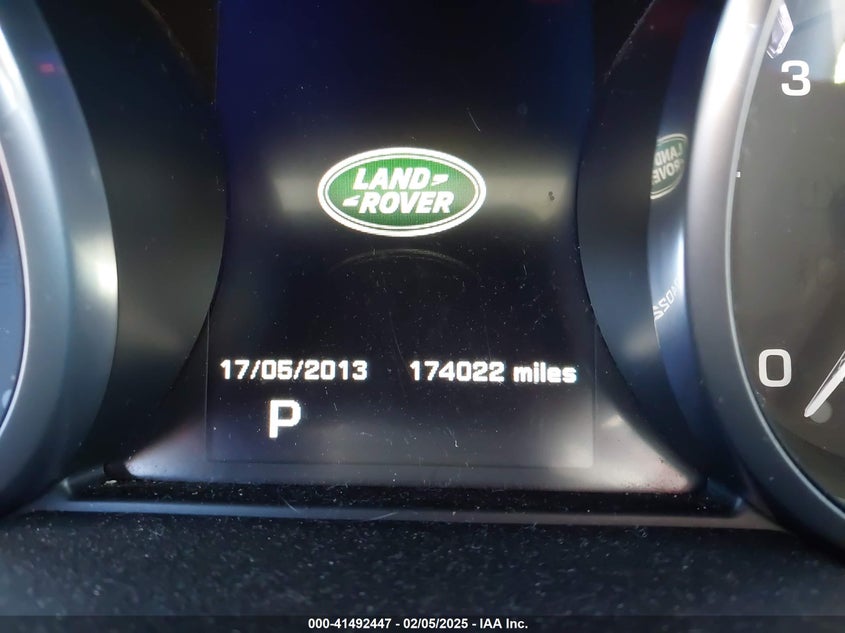 3
LAND
ROVER
17/05/2013 174022 miles
P
0
000-41492447 - 02/05/2025 - IAA Inc.